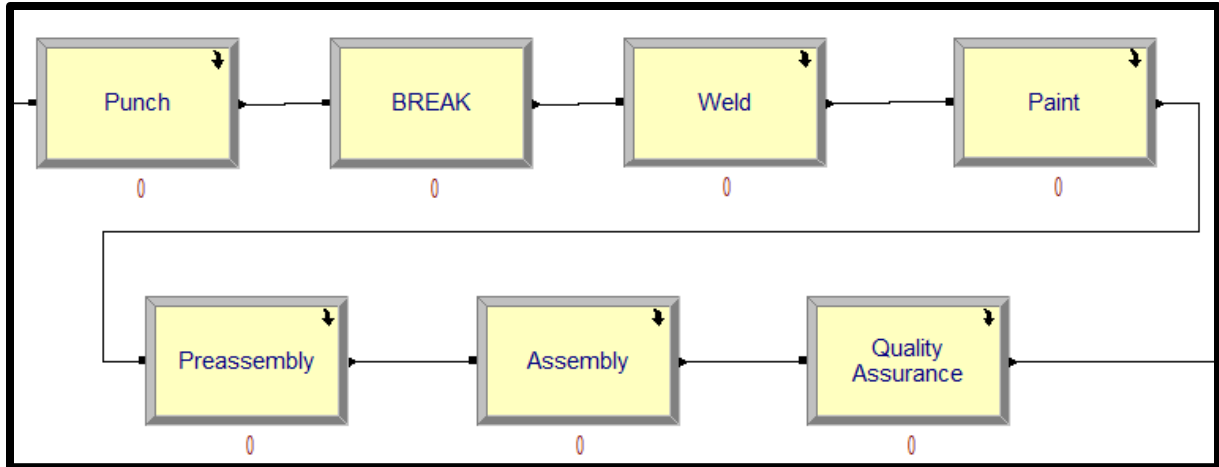 Punch
BREAK
Weld
Paint
0
0
0
0
Preassembly
Assembly
Quality
Assurance
0
0
0